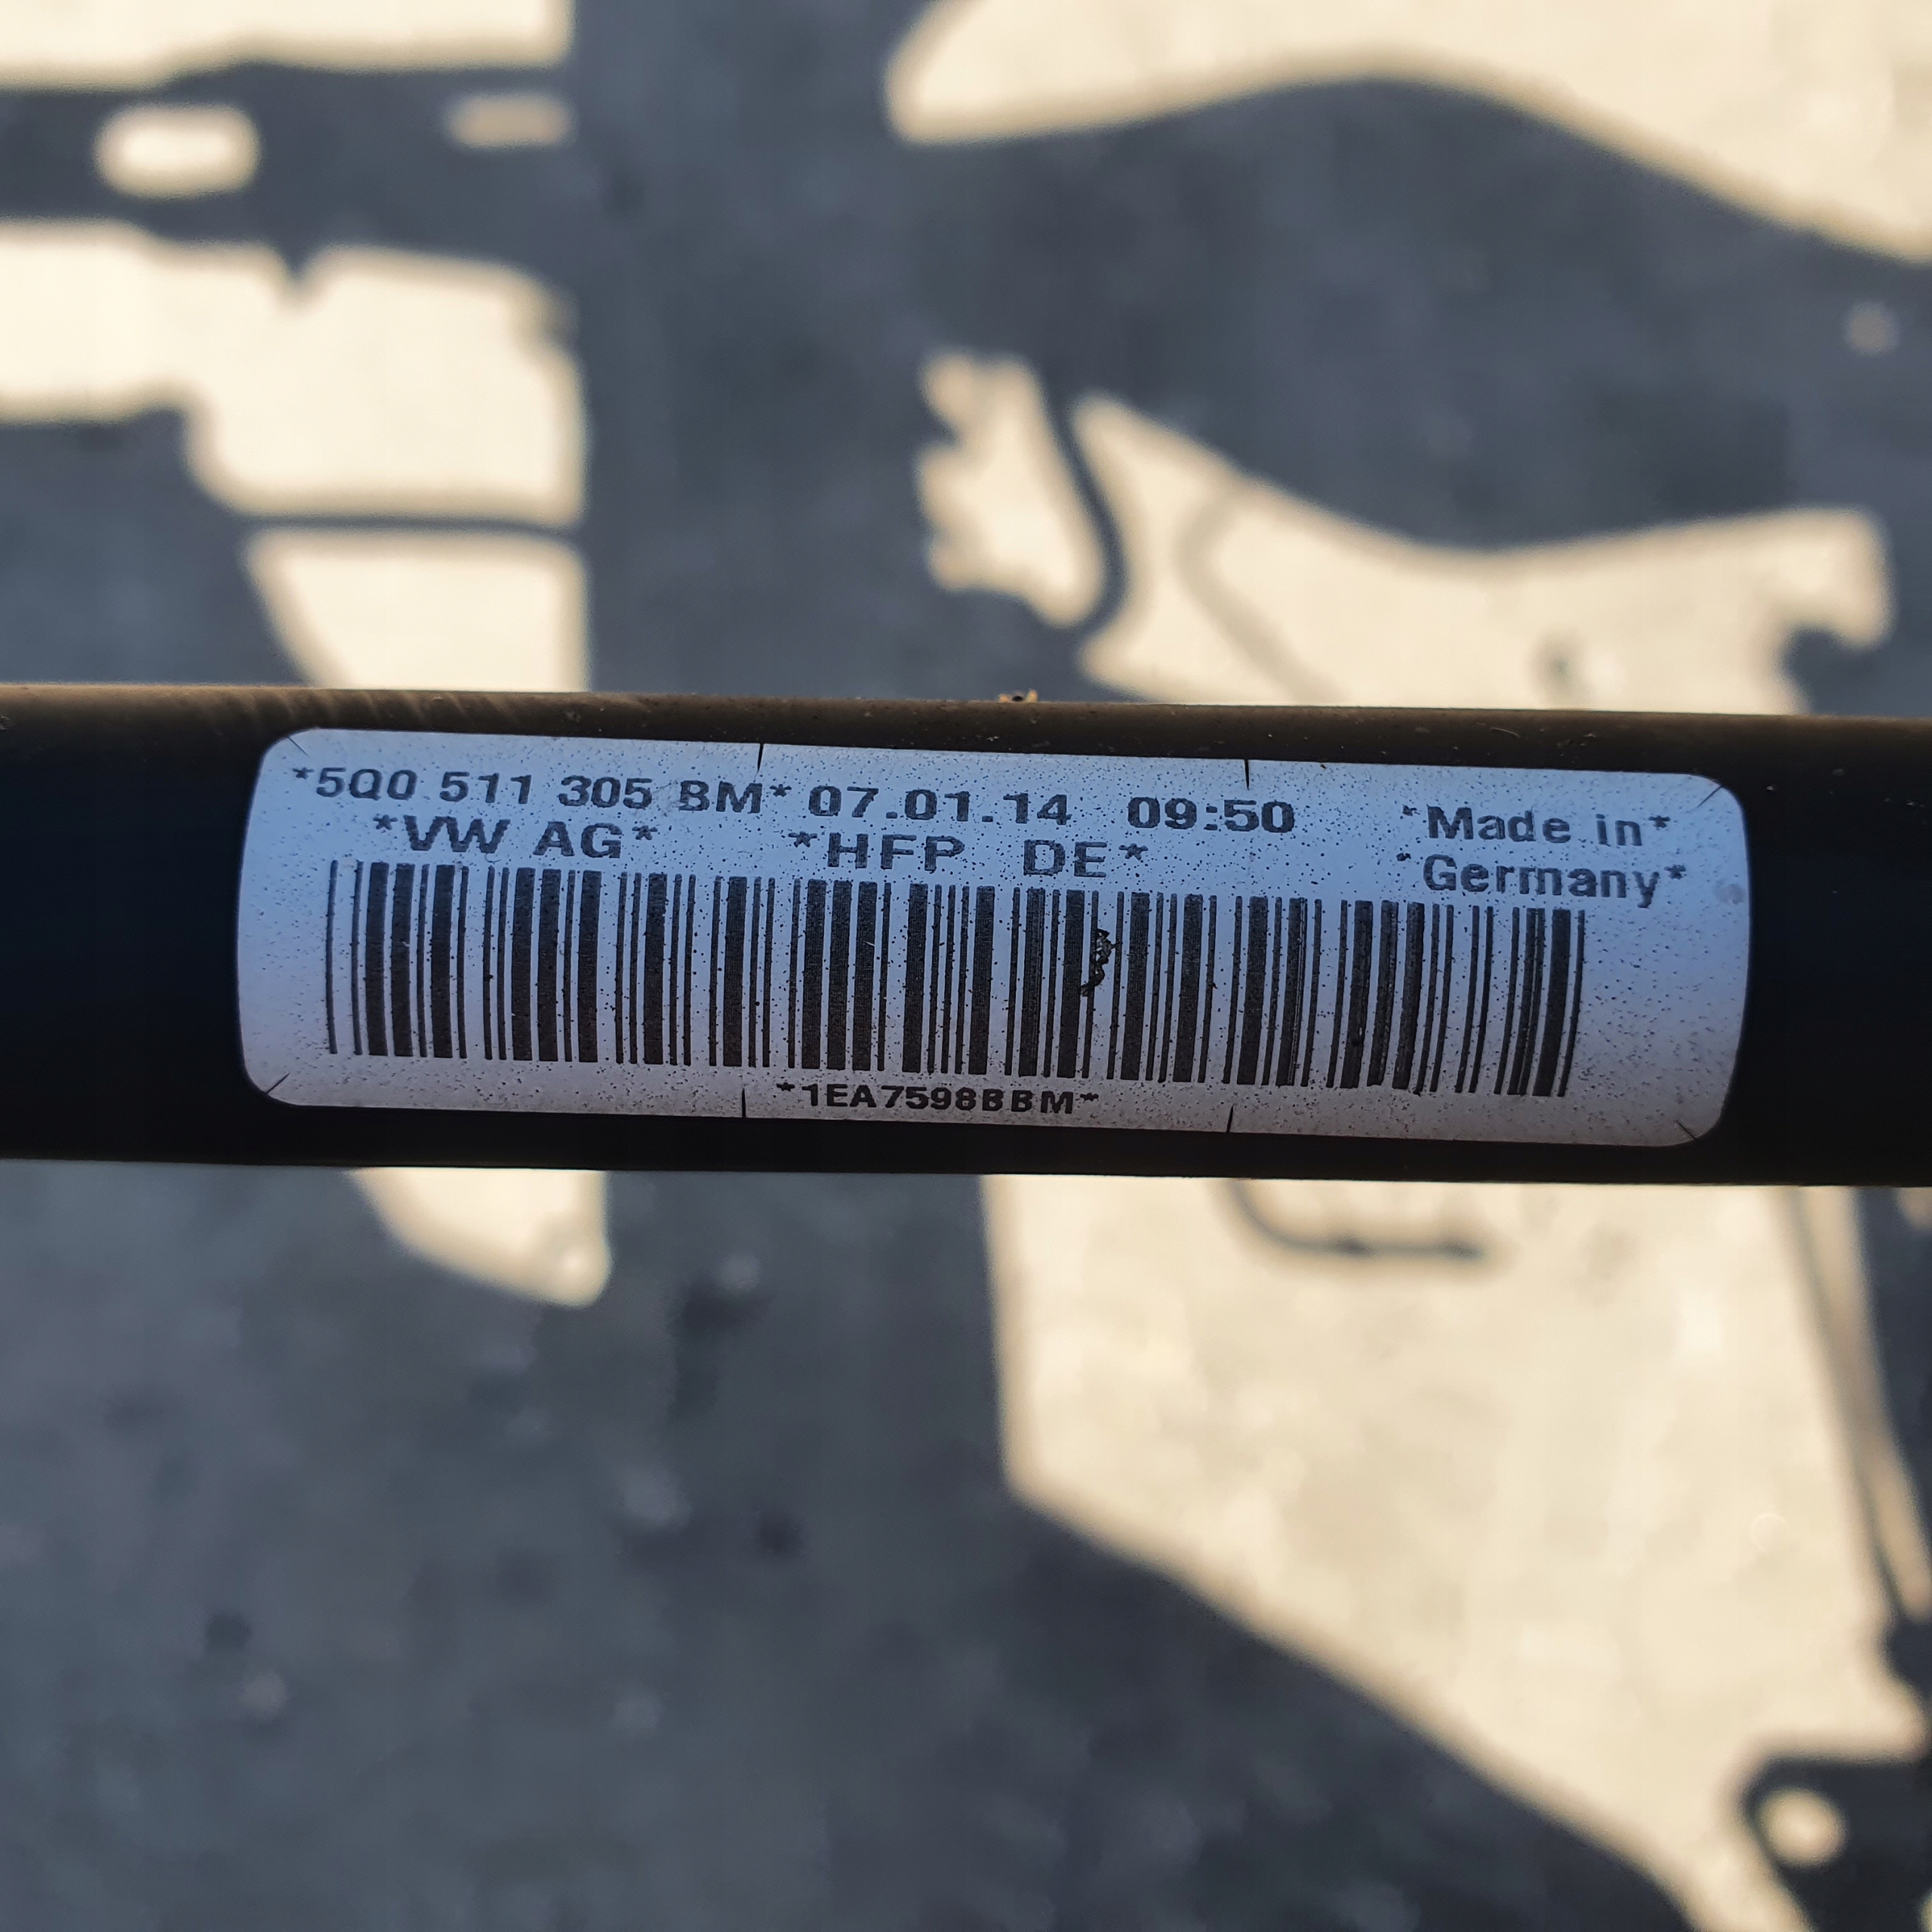 *5Q0 511 305 BM* 07.01.14 09:50 *Made in*
*VW AG* *HFP DE* *Germany*
*1EA7598BBM*